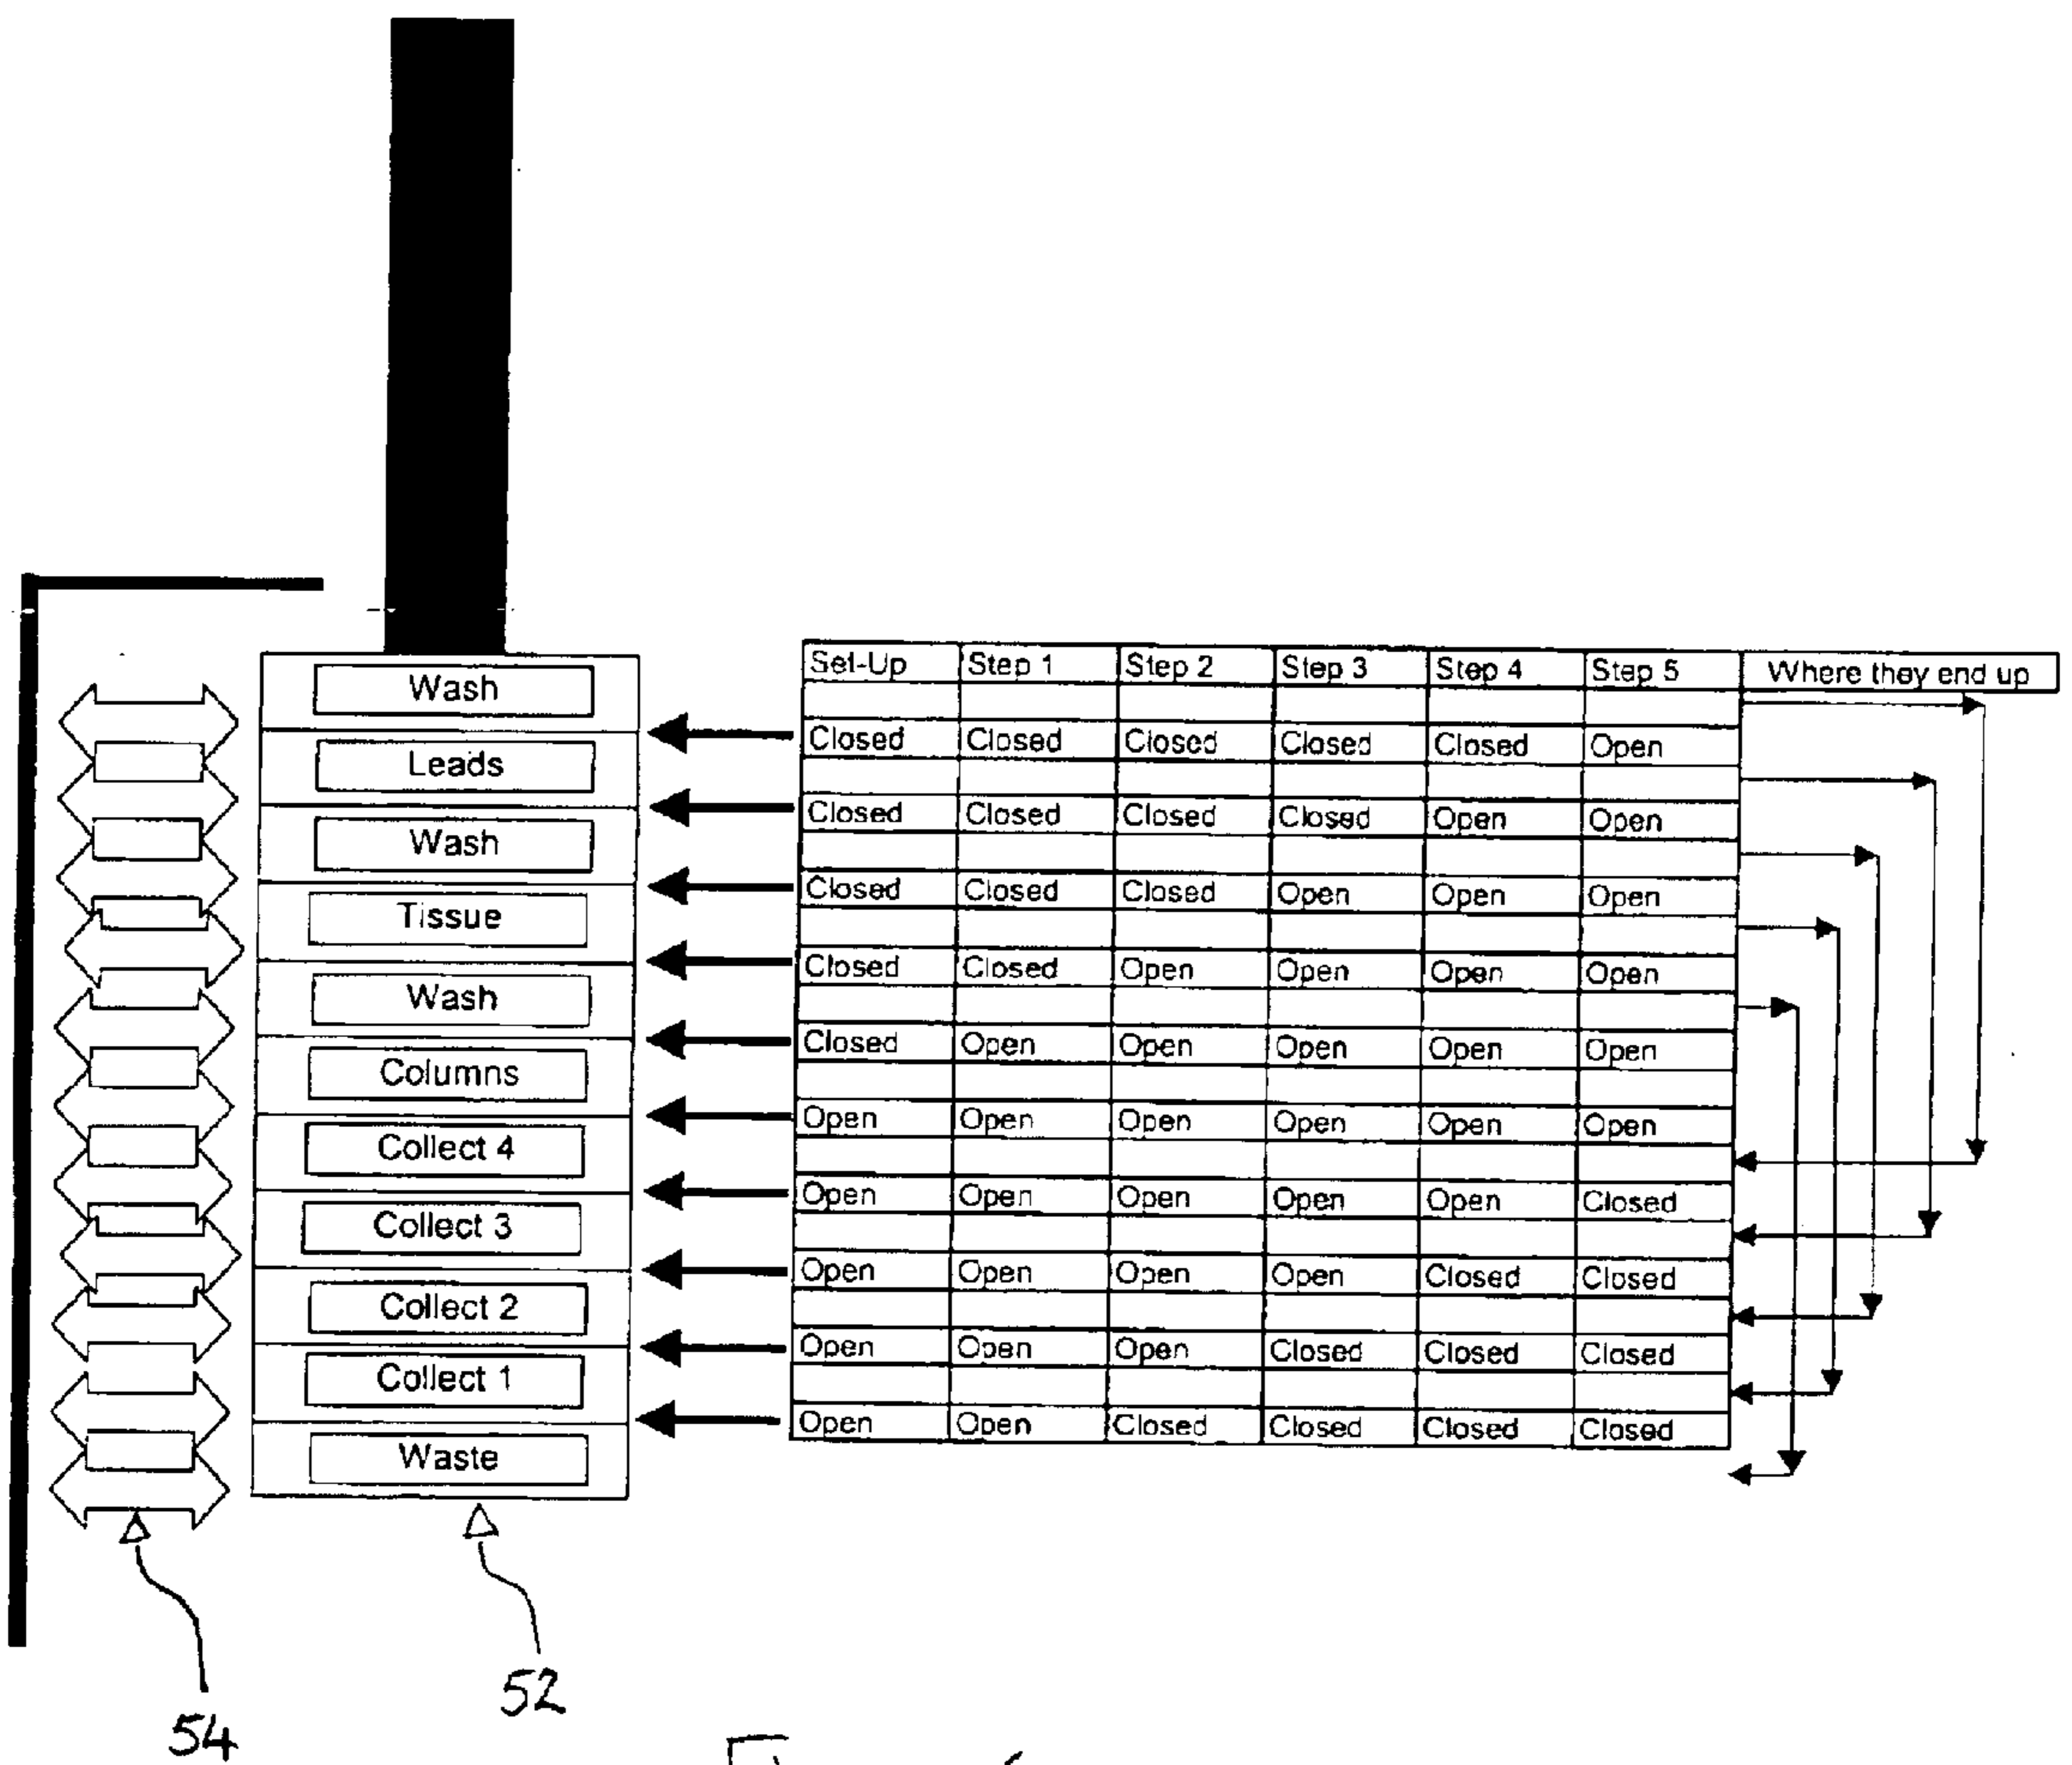 Set-Up Step 1 Step 2 Step 3 Step 4 Step 5 Where they end up
Wash
Closed Closed Closed Closed Closed Open
Leads
Closed Closed Closed Closed Open Open
Wash
Closed Closed Closed Open Open Open
Tissue
Closed Closed Open Open Open Open
Wash
Closed Open Open Open Open Open
Columns
Open Open Open Open Open Open
Collect 4
Open Open Open Open Open Closed
Collect 3
Open Open Open Open Closed Closed
Collect 2
Open Open Open Closed Closed Closed
Collect 1
Open Open Closed Closed Closed Closed
Waste
52
54